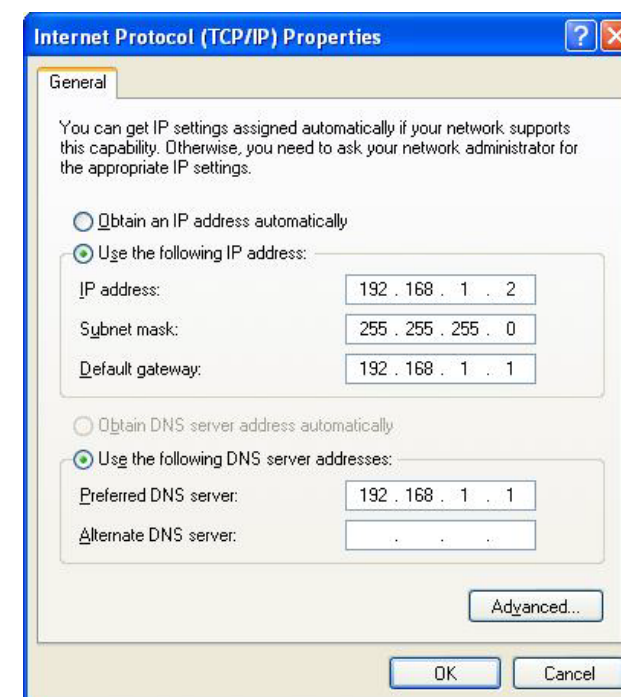 Internet Protocol (TCP/IP) Properties
General
You can get IP settings assigned automatically if your network supports
this capability. Otherwise, you need to ask your network administrator for
the appropriate IP settings.
Obtain an IP address automatically
Use the following IP address:
IP address: 192 . 168 . 1 . 2
Subnet mask: 255 . 255 . 255 . 0
Default gateway: 192 . 168 . 1 . 1
Obtain DNS server address automatically
Use the following DNS server addresses:
Preferred DNS server: 192 . 168 . 1 . 1
Alternate DNS server: . . .
Advanced...
OK Cancel